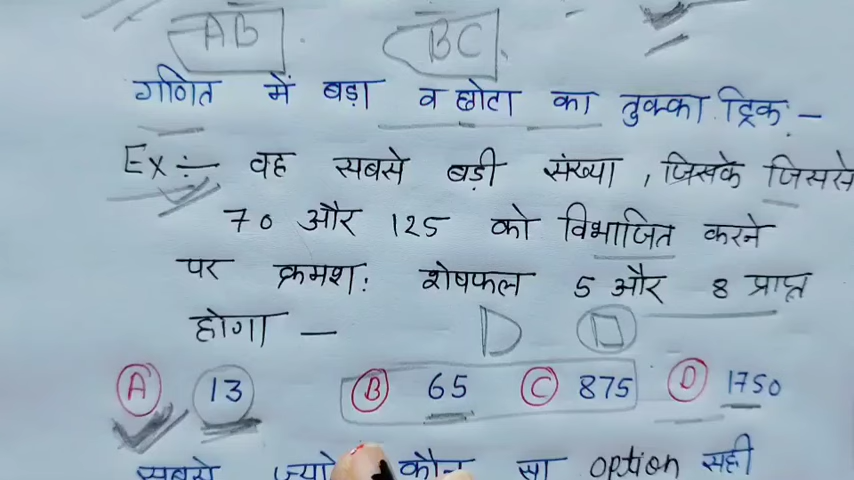 AB BC
गणित में बड़ा व छोटा का तुक्का ट्रिक. –
Ex ÷ वह सबसे बड़ी संख्या , जिसके जिससे
70 और 125 को विभाजित करने
पर क्रमश: शेषफल 5 और 8 प्राप्त
होगा – D D
A 13 B 65 C 875 D 1750
सबसे कौन सा option सही